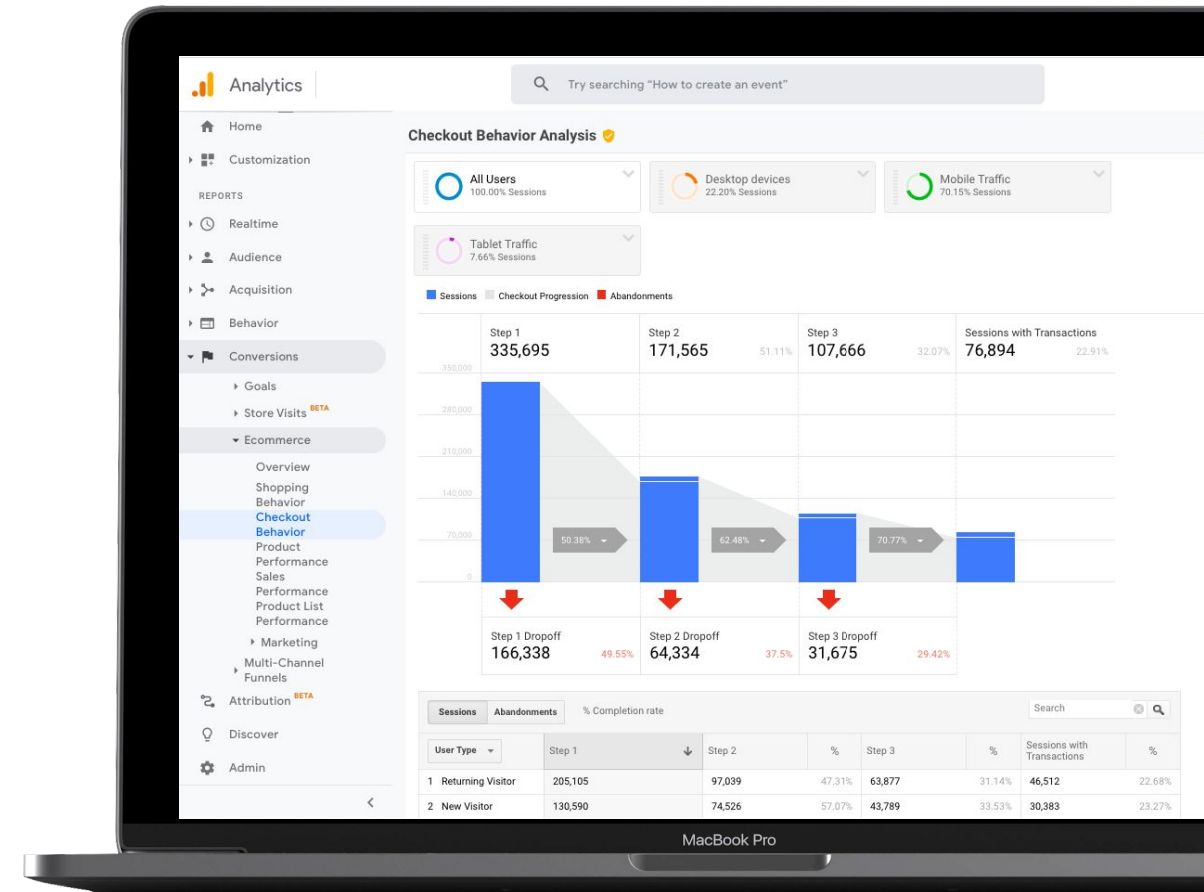 Analytics
Try searching “How to create an event”
Home
Customization
REPORTS
Realtime
Audience
Acquisition
Behavior
Conversions
Goals
Store Visits BETA
Ecommerce
Overview
Shopping
Behavior
Checkout
Behavior
Product
Performance
Sales
Performance
Product List
Performance
Marketing
Multi-Channel
Funnels
Attribution BETA
Discover
Admin
Checkout Behavior Analysis
All Users
100.00% Sessions
Desktop devices
22.20% Sessions
Mobile Traffic
70.15% Sessions
Tablet Traffic
7.66% Sessions
Sessions Checkout Progression Abandonments
Step 1 Step 2 Step 3 Sessions with Transactions
335,695 171,565 51.11% 107,666 32.07% 76,894 22.91%
350,000
280,000
210,000
140,000
70,000
0
50.38% 62.48% 70.77%
Step 1 Dropoff Step 2 Dropoff Step 3 Dropoff
166,338 49.55% 64,334 37.5% 31,675 29.42%
Sessions Abandonments % Completion rate Search
User Type Step 1 Step 2 % Step 3 % Sessions with Transactions %
1 Returning Visitor 205,105 97,039 47.31% 63,877 31.14% 46,512 22.68%
2 New Visitor 130,590 74,526 57.07% 43,789 33.53% 30,383 23.27%
MacBook Pro